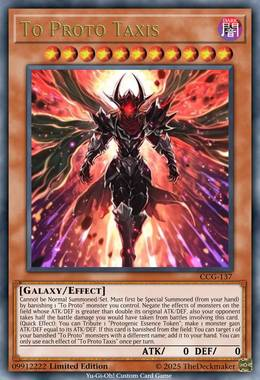 To Proto Taxis
DARK
闇
CCG-137
[Galaxy/Effect]
Cannot be Normal Summoned/Set. Must first be Special Summoned (from your hand)
by banishing 1 "To Proto" monster you control. Negate the effects of monsters on
the field whose ATK/DEF is greater than double its original ATK/DEF, also your opponent
takes half the battle damage you would have taken from battles involving this card.
(Quick Effect): You can Tribute 1 "Protogenic Essence Token"; make 1 monster gain
ATK/DEF equal to its ATK/DEF. If this card is banished from the field: You can target 1 of
your banished "To Proto" monsters with a different name; add it to your hand. You can
only use each effect of "To Proto Taxis" once per turn.
ATK/ 0 DEF/ 0
09912222 Limited Edition © 2025 TheDeckmaker
Yu-Gi-Oh! Custom Card Game